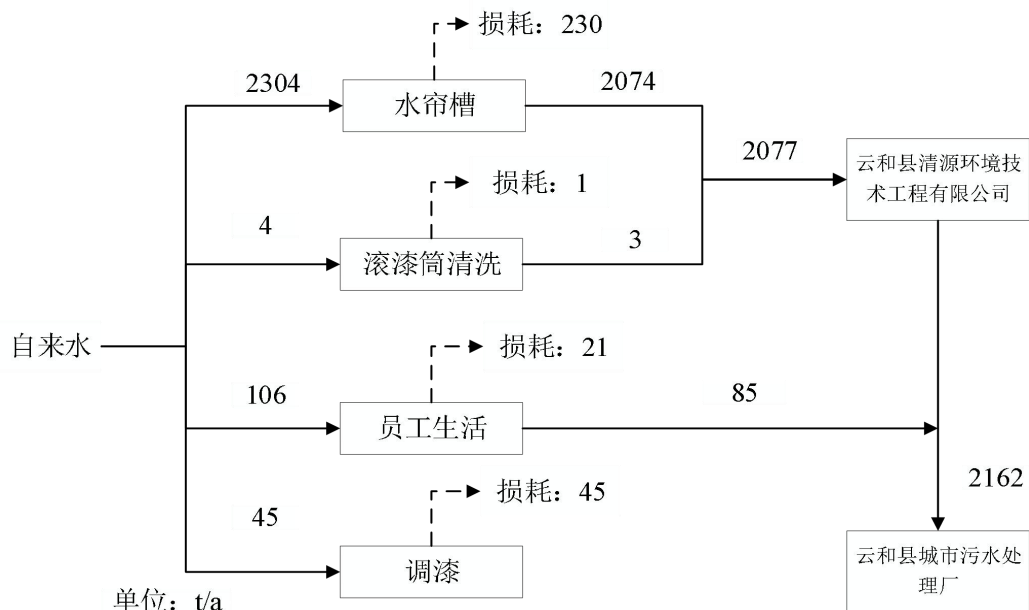 损耗：230
2304
水帘槽
2074
2077
云和县清源环境技
术工程有限公司
损耗：1
4
滚漆筒清洗
3
自来水
损耗：21
106
员工生活
85
2162
损耗：45
45
调漆
云和县城市污水处
理厂
单位：t/a